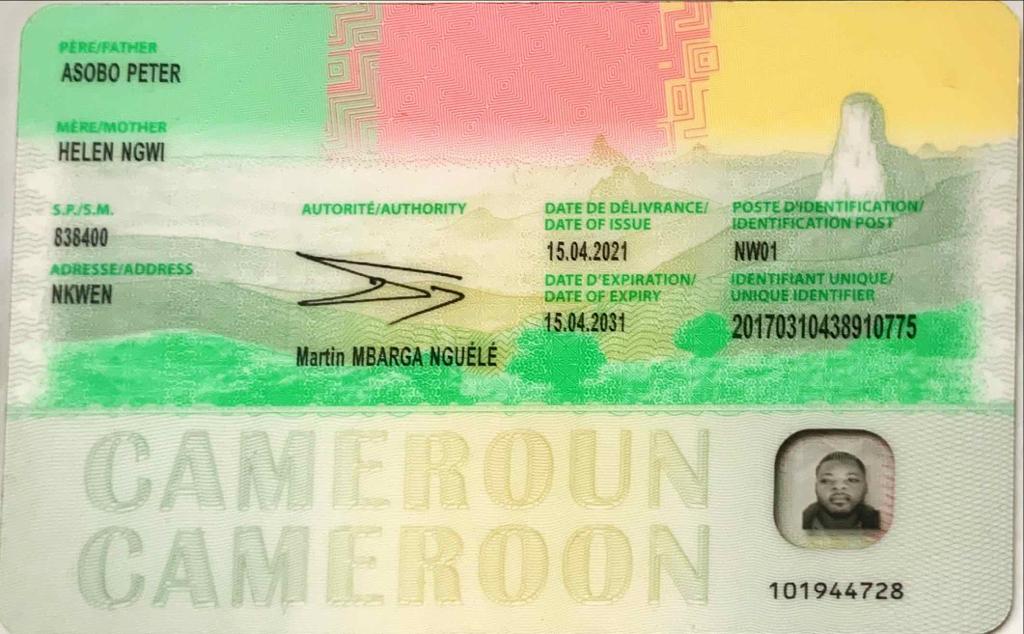 PÈRE/FATHER
ASOBO PETER
MÈRE/MOTHER
HELEN NGWI
S.P./S.M.
838400
ADRESSE/ADDRESS
NKWEN
AUTORITÉ/AUTHORITY
Martin MBARGA NGUÉLÉ
DATE DE DÉLIVRANCE/
DATE OF ISSUE
15.04.2021
DATE D'EXPIRATION/
DATE OF EXPIRY
15.04.2031
POSTE D'IDENTIFICATION/
IDENTIFICATION POST
NW01
IDENTIFIANT UNIQUE/
UNIQUE IDENTIFIER
20170310438910775
CAMEROUN
CAMEROON
101944728